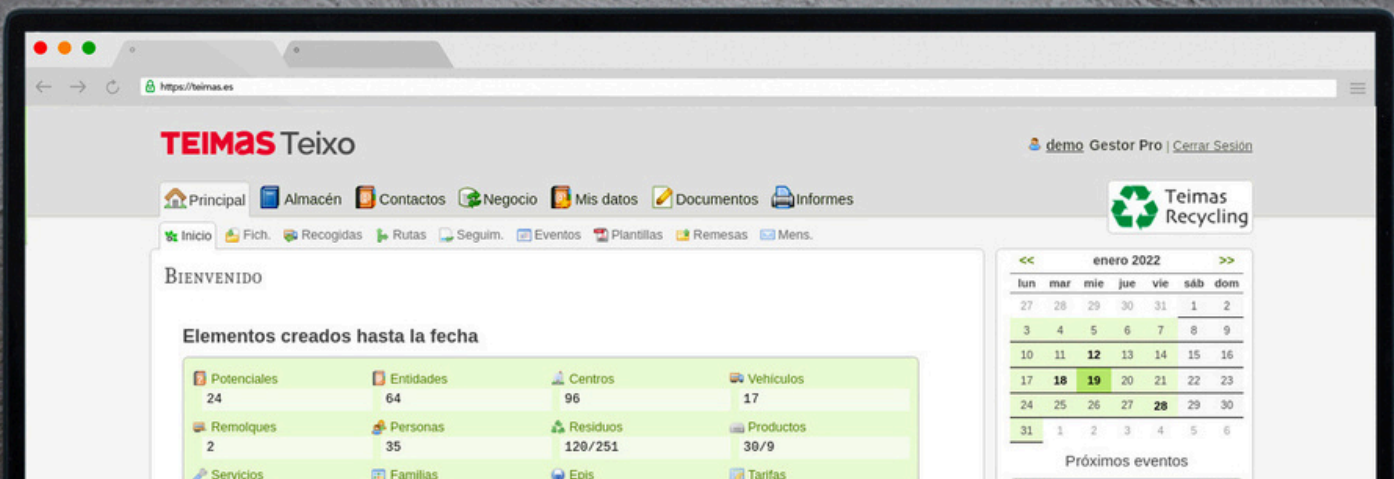 https://teimas.es
TEIMAS Teixo
demo Gestor Pro | Cerrar Sesión
Principal Almacén Contactos Negocio Mis datos Documentos Informes
Teimas
Recycling
Inicio Fich. Recogidas Rutas Seguim. Eventos Plantillas Remesas Mens.
BIENVENIDO
Elementos creados hasta la fecha
Potenciales Entidades Centros Vehículos
24 64 96 17
Remolques Personas Residuos Productos
2 35 120/251 30/9
Servicios Familias Epis Tarifas
<< enero 2022 >>
lun mar mie jue vie sáb dom
27 28 29 30 31 1 2
3 4 5 6 7 8 9
10 11 12 13 14 15 16
17 18 19 20 21 22 23
24 25 26 27 28 29 30
31 1 2 3 4 5 6
Próximos eventos